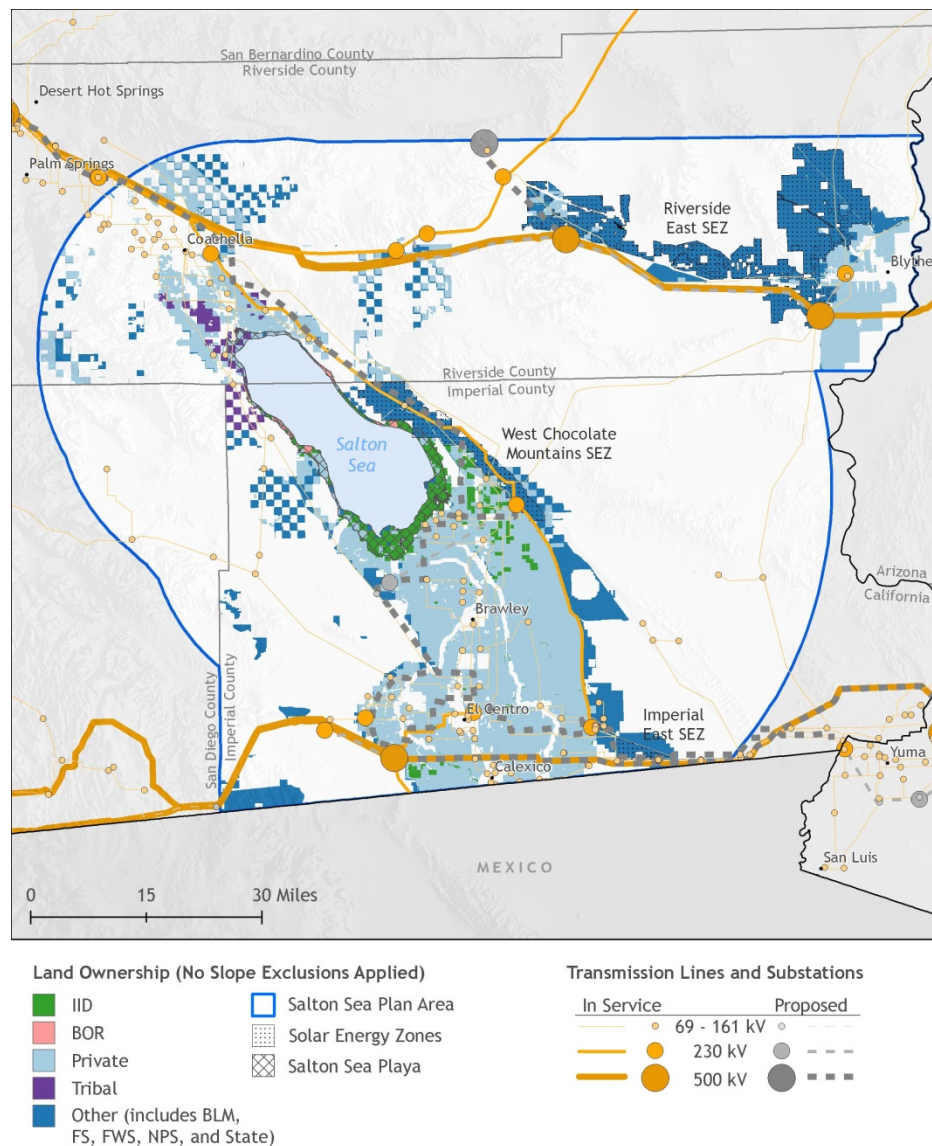 San Bernardino County
Riverside County
Desert Hot Springs
Palm Springs
Coachella
Riverside
East SEZ
Blythe
Riverside County
Imperial County
Salton
Sea
West Chocolate
Mountains SEZ
Arizona
California
Brawley
San Diego County
Imperial County
El Centro
Imperial
East SEZ
Calexico
Yuma
San Luis
MEXICO
0 15 30 Miles
Land Ownership (No Slope Exclusions Applied)
IID
BOR
Private
Tribal
Other (includes BLM,
FS, FWS, NPS, and State)
Salton Sea Plan Area
Solar Energy Zones
Salton Sea Playa
Transmission Lines and Substations
In Service Proposed
69 - 161 kV
230 kV
500 kV